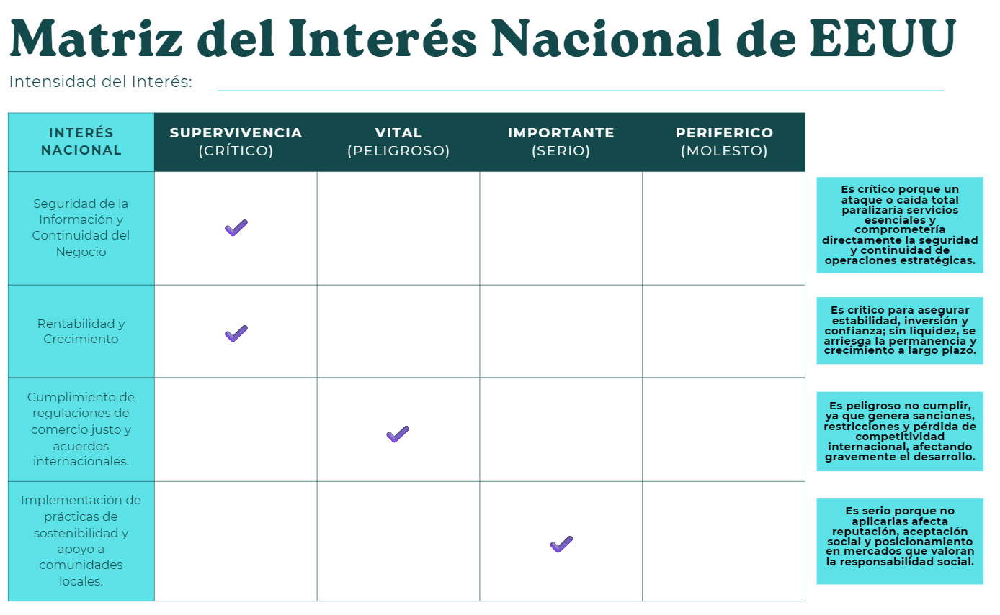 Matriz del Interés Nacional de EEUU
Intensidad del Interés:
INTERÉS
NACIONAL
SUPERVIVENCIA
(CRÍTICO)
VITAL
(PELIGROSO)
IMPORTANTE
(SERIO)
PERIFERICO
(MOLESTO)
Seguridad de la
Información y
Continuidad del
Negocio
Es crítico porque un
ataque o caída total
paralizaría servicios
esenciales y
comprometería
directamente la seguridad
y continuidad de
operaciones estratégicas.
Rentabilidad y
Crecimiento
Es critico para asegurar
estabilidad, inversión y
confianza; sin liquidez, se
arriesga la permanencia y
crecimiento a largo plazo.
Cumplimiento de
regulaciones de
comercio justo y
acuerdos
internacionales.
Es peligroso no cumplir,
ya que genera sanciones,
restricciones y pérdida de
competitividad
internacional, afectando
gravemente el desarrollo.
Implementación de
prácticas de
sostenibilidad y
apoyo a
comunidades
locales.
Es serio porque no
aplicarlas afecta
reputación, aceptación
social y posicionamiento
en mercados que valoran
la responsabilidad social.